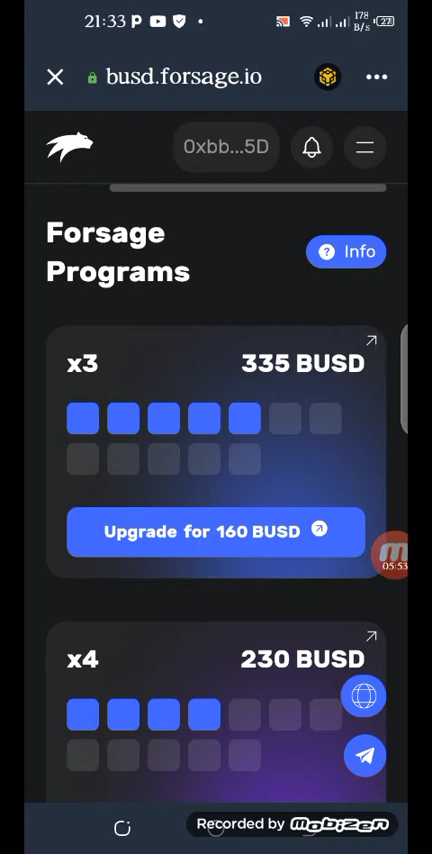 21:33 P
178
B/s
27
busd.forsage.io
0xbb...5D
Forsage
Programs
? Info
x3 335 BUSD
Upgrade for 160 BUSD
05:53
x4 230 BUSD
Recorded by mobizen